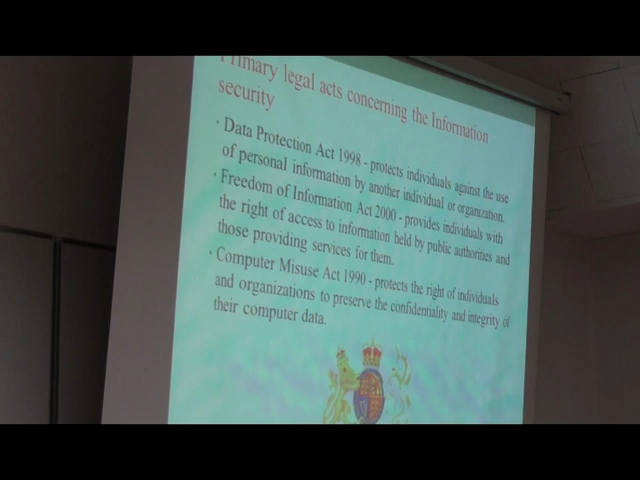 Primary legal acts concerning the Information
security
• Data Protection Act 1998 - protects individuals against the use
of personal information by another individual or organization.
• Freedom of Information Act 2000 - provides individuals with
the right of access to information held by public authorities and
those providing services for them.
• Computer Misuse Act 1990 - protects the right of individuals
and organizations to preserve the confidentiality and integrity of
their computer data.